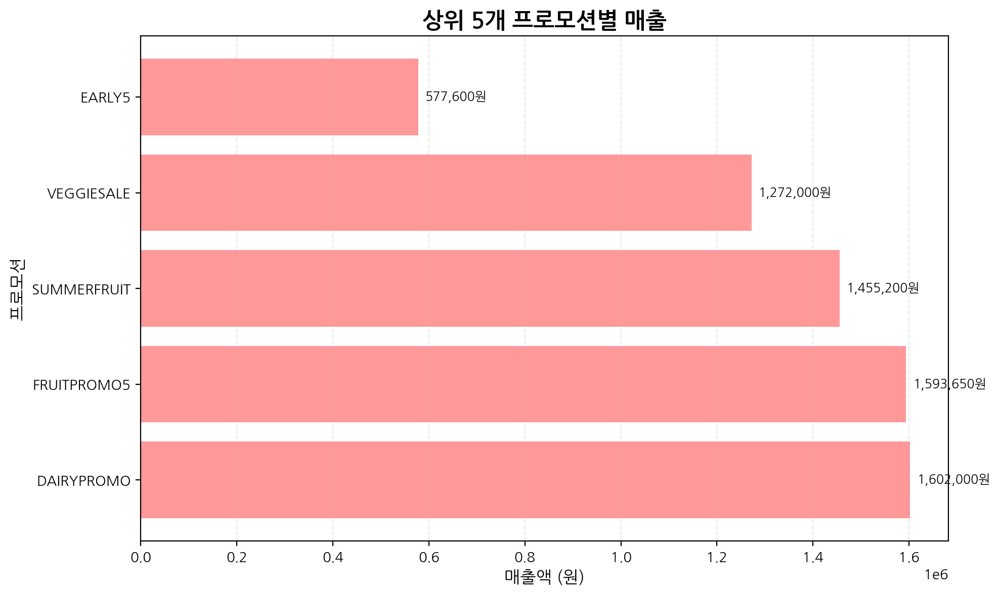 상위 5개 프로모션별 매출
EARLY5
577,600원
VEGGIESALE
1,272,000원
프로모션
SUMMERFRUIT
1,455,200원
FRUITPROMO5
1,593,650원
DAIRYPROMO
1,602,000원
0.0 0.2 0.4 0.6 0.8 1.0 1.2 1.4 1.6
매출액 (원)
1e6